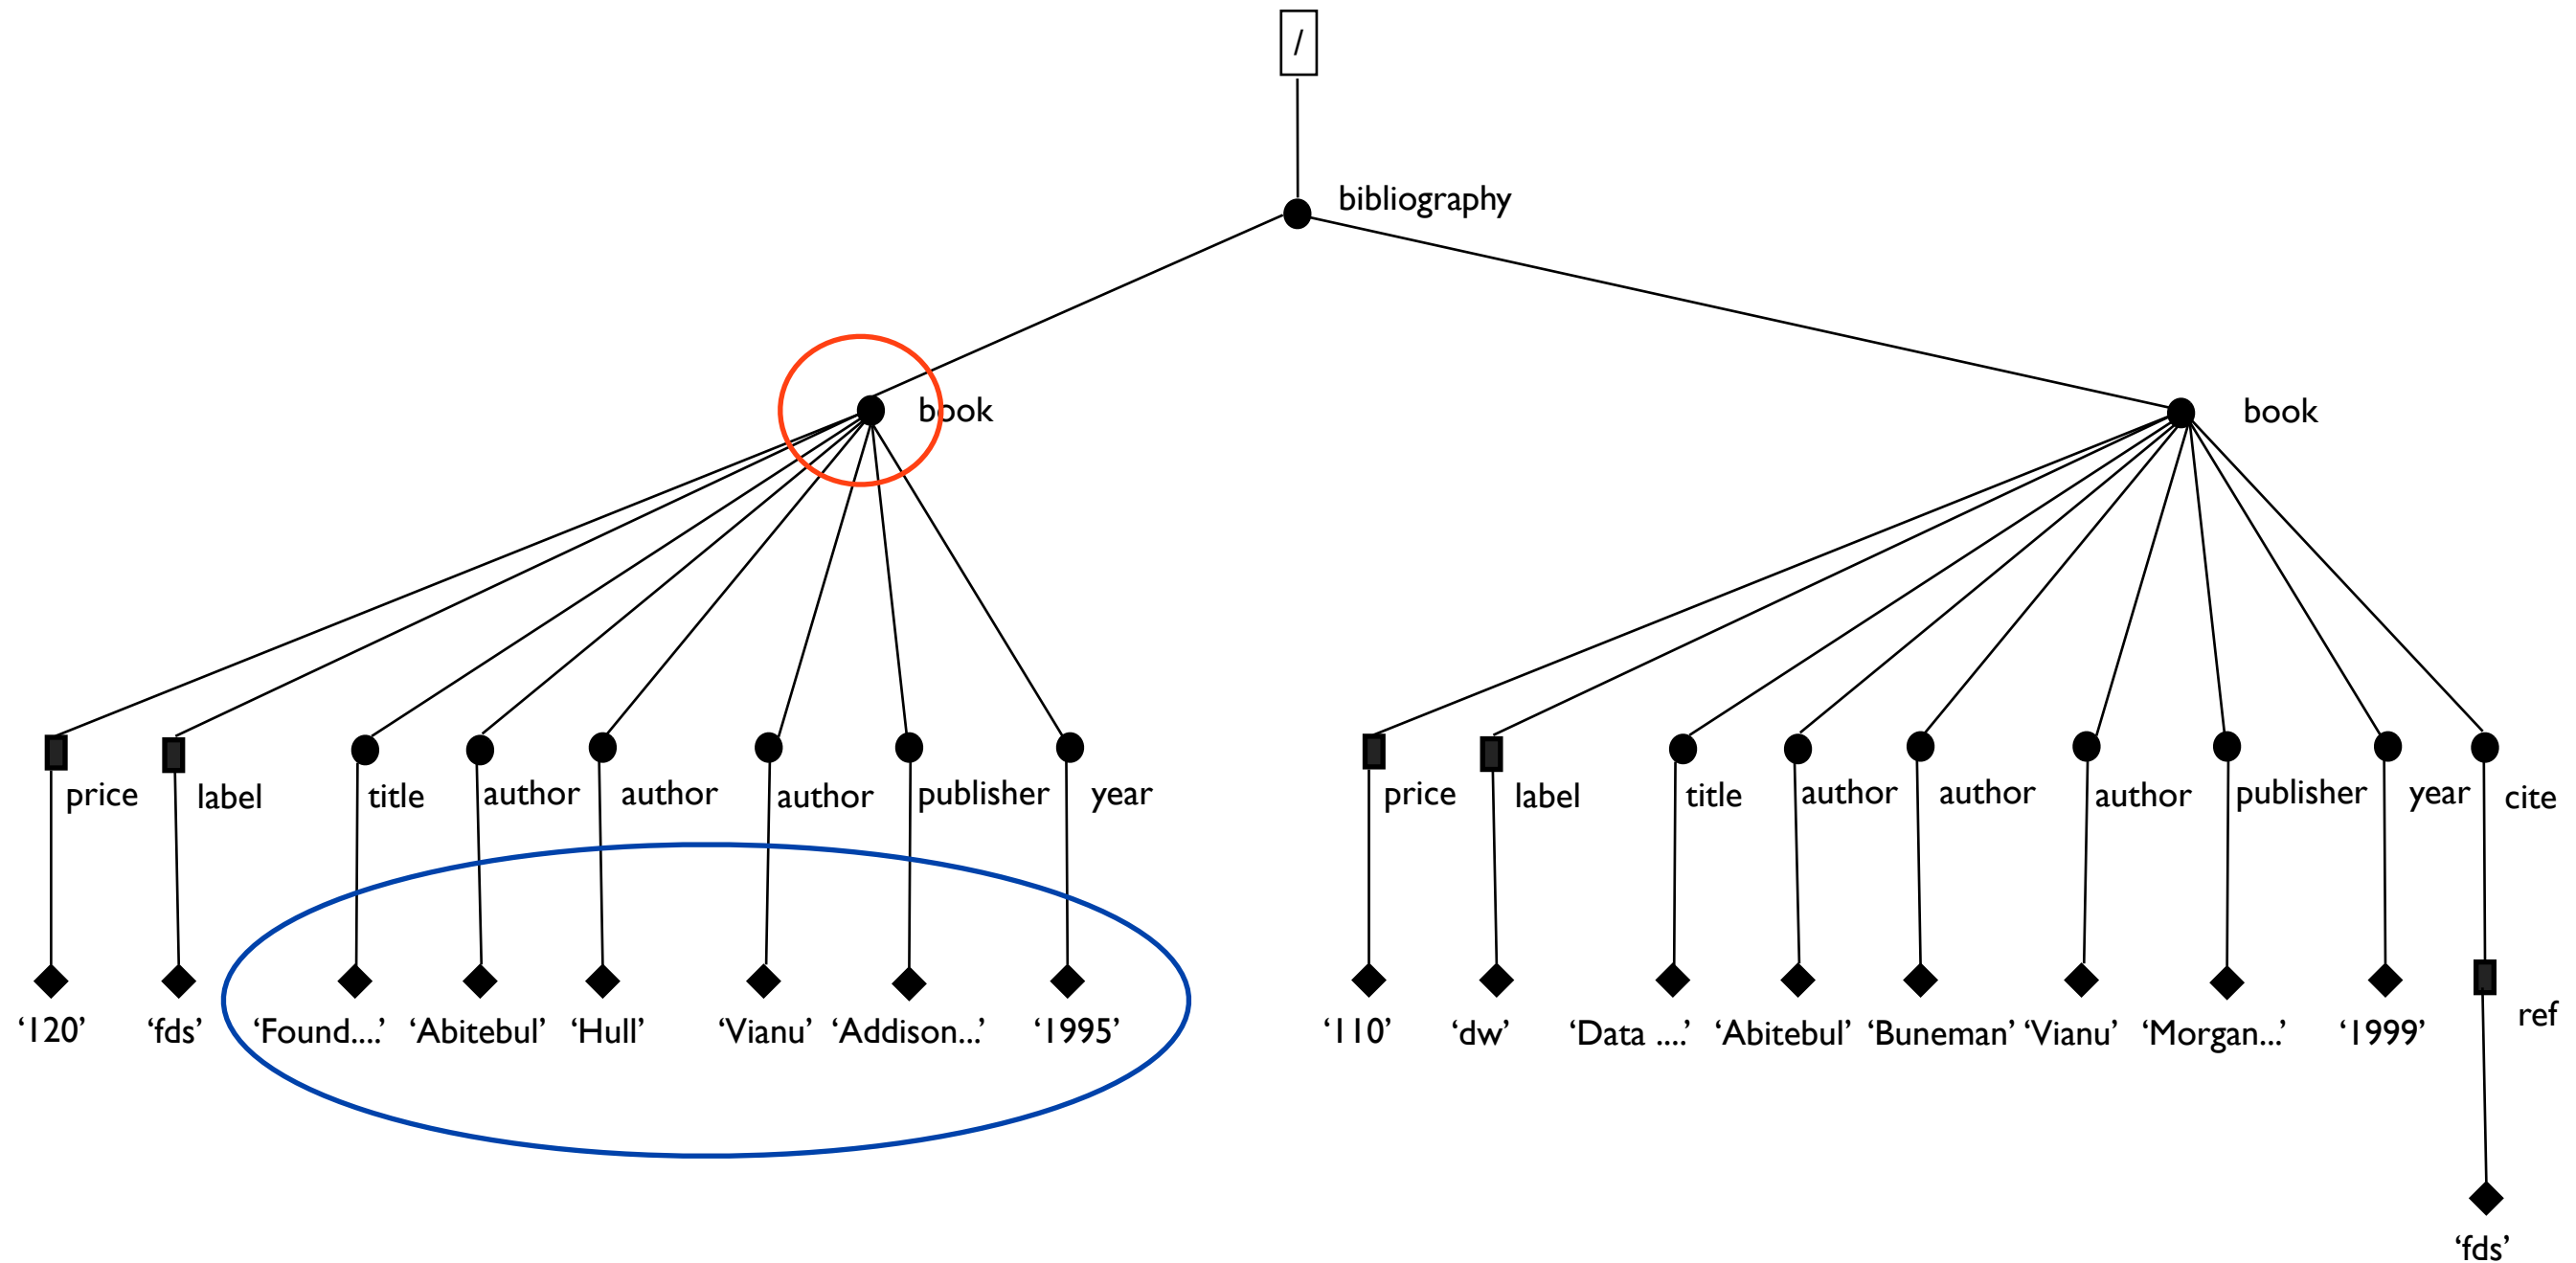 /
bibliography
book book
price label title author author author publisher year price label title author author author publisher year cite
‘120’ ‘fds’ ‘Found....’ ‘Abitebul’ ‘Hull’ ‘Vianu’ ‘Addison...’ ‘1995’ ‘110’ ‘dw’ ‘Data ....’ ‘Abitebul’ ‘Buneman’ ‘Vianu’ ‘Morgan...’ ‘1999’ ref
‘fds’